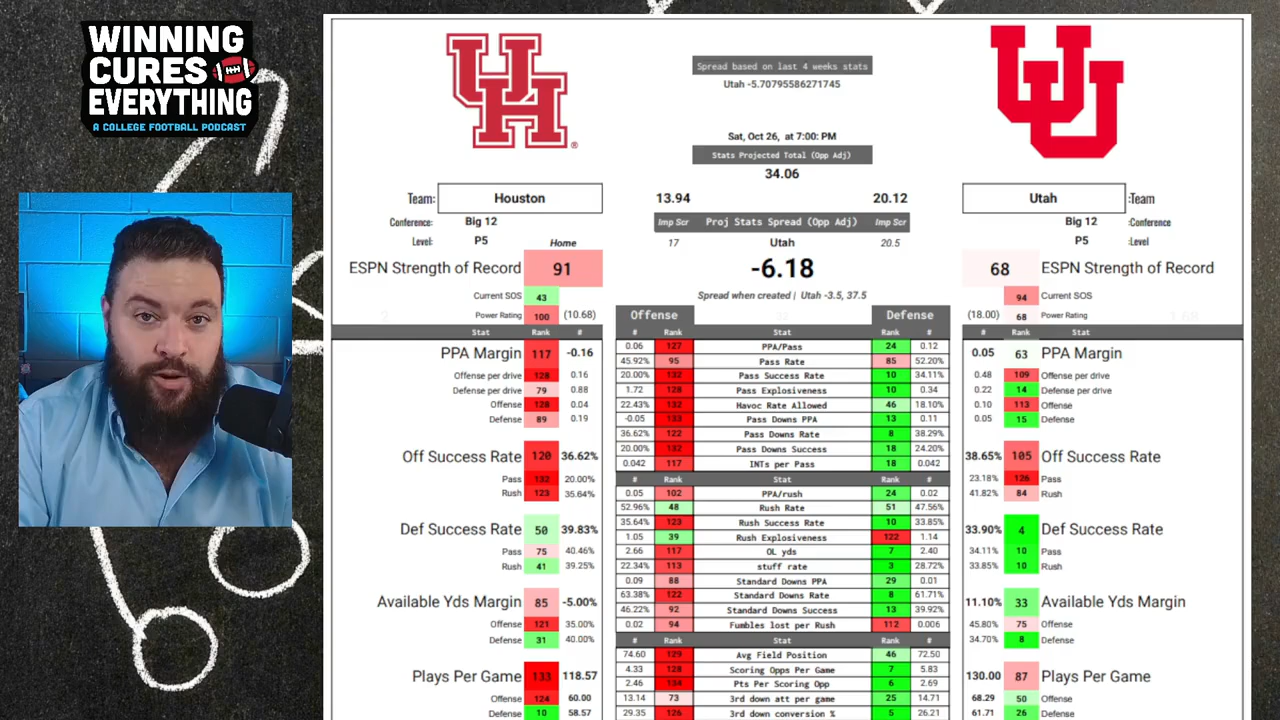 WINNING
CURES
EVERYTHING
A COLLEGE FOOTBALL PODCAST
Spread based on last 4 weeks stats
Utah -5.70795586271745
Sat, Oct 26, at 7:00: PM
Stats Projected Total (Opp Adj)
34.06
Team: Houston 13.94 20.12 Utah :Team
Conference: Big 12 Imp Scr Proj Stats Spread (Opp Adj) Imp Scr Big 12 :Conference
Level: P5 Home 17 Utah 20.5 P5 :Level
ESPN Strength of Record 91 -6.18 68 ESPN Strength of Record
Current SOS 43 Spread when created | Utah -3.5, 37.5 94 Current SOS
Power Rating 100 (10.68) Offense Defense (18.00) 68 Power Rating
Stat Rank # # Rank Stat Rank # # Rank Stat
PPA Margin 117 -0.16 0.05 63 PPA Margin
Offense per drive 128 0.16 0.48 109 Offense per drive
Defense per drive 79 0.88 0.22 14 Defense per drive
Offense 128 0.04 0.10 113 Offense
Defense 89 0.19 0.05 15 Defense
Off Success Rate 120 36.62% 38.65% 105 Off Success Rate
Pass 132 20.00% 23.18% 126 Pass
Rush 123 35.64% 41.82% 84 Rush
Def Success Rate 50 39.83% 33.90% 4 Def Success Rate
Pass 75 40.46% 34.11% 10 Pass
Rush 41 39.25% 33.85% 10 Rush
Available Yds Margin 85 -5.00% 11.10% 33 Available Yds Margin
Offense 121 35.00% 45.80% 75 Offense
Defense 31 40.00% 34.70% 8 Defense
Plays Per Game 133 118.57 130.00 87 Plays Per Game
Offense 124 60.00 68.29 50 Offense
Defense 10 58.57 61.71 26 Defense
0.06 127 PPA/Pass 24 0.12
45.92% 95 Pass Rate 85 52.20%
20.00% 132 Pass Success Rate 10 34.11%
1.72 128 Pass Explosiveness 10 0.34
22.43% 132 Havoc Rate Allowed 46 18.10%
-0.05 133 Pass Downs PPA 13 0.11
36.62% 122 Pass Downs Rate 8 38.29%
20.00% 132 Pass Downs Success 18 24.20%
0.042 117 INTs per Pass 18 0.042
# Rank Stat Rank #
0.05 102 PPA/rush 24 0.02
52.96% 48 Rush Rate 51 47.56%
35.64% 123 Rush Success Rate 10 33.85%
1.05 39 Rush Explosiveness 122 1.14
2.66 117 OL yds 7 2.40
22.34% 113 stuff rate 3 28.72%
0.09 88 Standard Downs PPA 29 0.01
63.38% 122 Standard Downs Rate 8 61.71%
46.22% 92 Standard Downs Success 13 39.92%
0.02 94 Fumbles lost per Rush 112 0.006
# Rank Stat Rank #
74.60 129 Avg Field Position 46 72.50
4.33 128 Scoring Opps Per Game 7 5.83
2.46 134 Pts Per Scoring Opp 6 2.69
13.14 73 3rd down att per game 25 14.71
29.35 126 3rd down conversion % 5 26.21